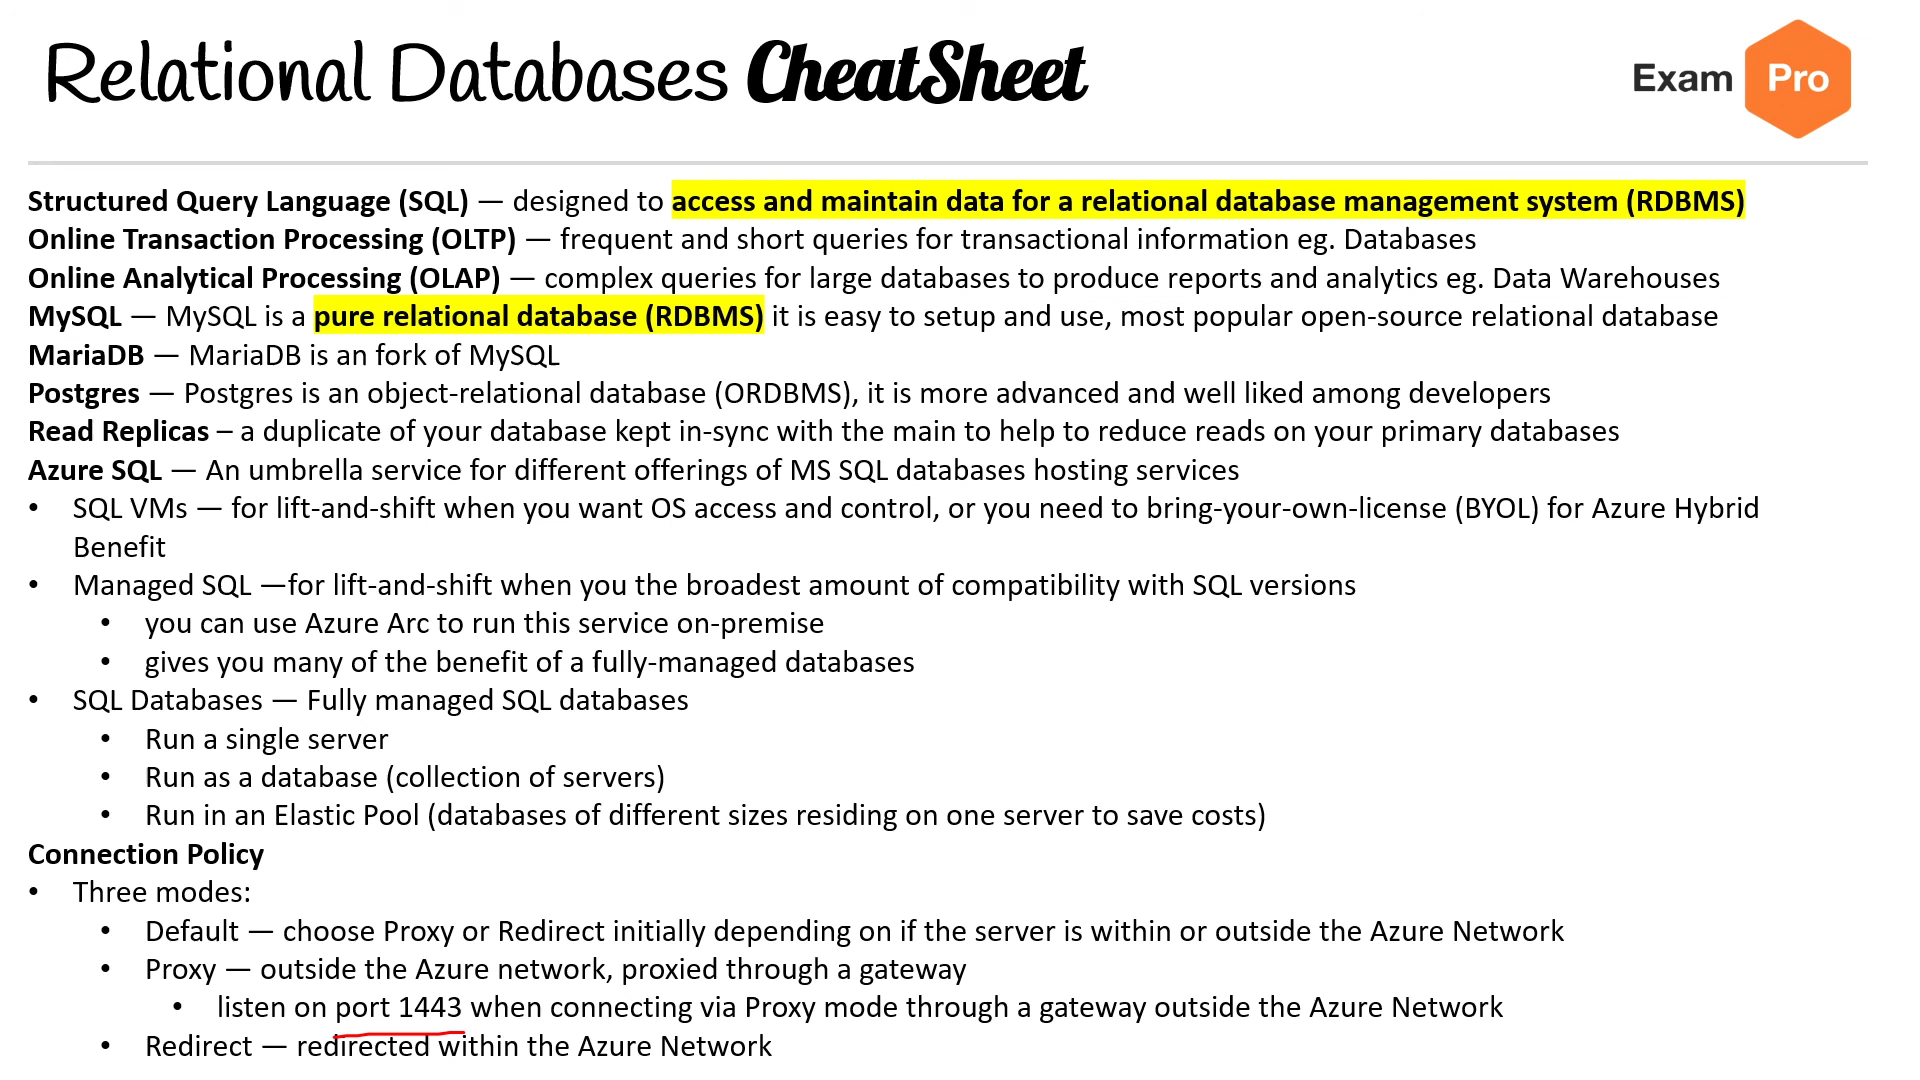 Relational Databases CheatSheet
Exam Pro
Structured Query Language (SQL) — designed to access and maintain data for a relational database management system (RDBMS)
Online Transaction Processing (OLTP) — frequent and short queries for transactional information eg. Databases
Online Analytical Processing (OLAP) — complex queries for large databases to produce reports and analytics eg. Data Warehouses
MySQL — MySQL is a pure relational database (RDBMS) it is easy to setup and use, most popular open-source relational database
MariaDB — MariaDB is an fork of MySQL
Postgres — Postgres is an object-relational database (ORDBMS), it is more advanced and well liked among developers
Read Replicas – a duplicate of your database kept in-sync with the main to help to reduce reads on your primary databases
Azure SQL — An umbrella service for different offerings of MS SQL databases hosting services
• SQL VMs — for lift-and-shift when you want OS access and control, or you need to bring-your-own-license (BYOL) for Azure Hybrid
Benefit
• Managed SQL —for lift-and-shift when you the broadest amount of compatibility with SQL versions
• you can use Azure Arc to run this service on-premise
• gives you many of the benefit of a fully-managed databases
• SQL Databases — Fully managed SQL databases
• Run a single server
• Run as a database (collection of servers)
• Run in an Elastic Pool (databases of different sizes residing on one server to save costs)
Connection Policy
• Three modes:
• Default — choose Proxy or Redirect initially depending on if the server is within or outside the Azure Network
• Proxy — outside the Azure network, proxied through a gateway
• listen on port 1443 when connecting via Proxy mode through a gateway outside the Azure Network
• Redirect — redirected within the Azure Network